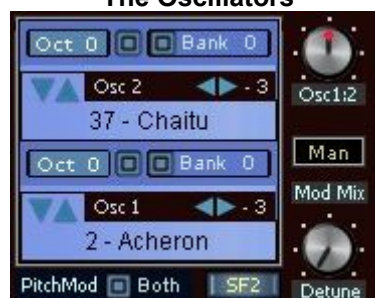 The Oscillators
Oct 0 Bank 0
Osc 2 - 3
37 - Chaitu
Osc1:2
Oct 0 Bank 0
Man
Osc 1 - 3
Mod Mix
2 - Acheron
PitchMod Both SF2 Detune